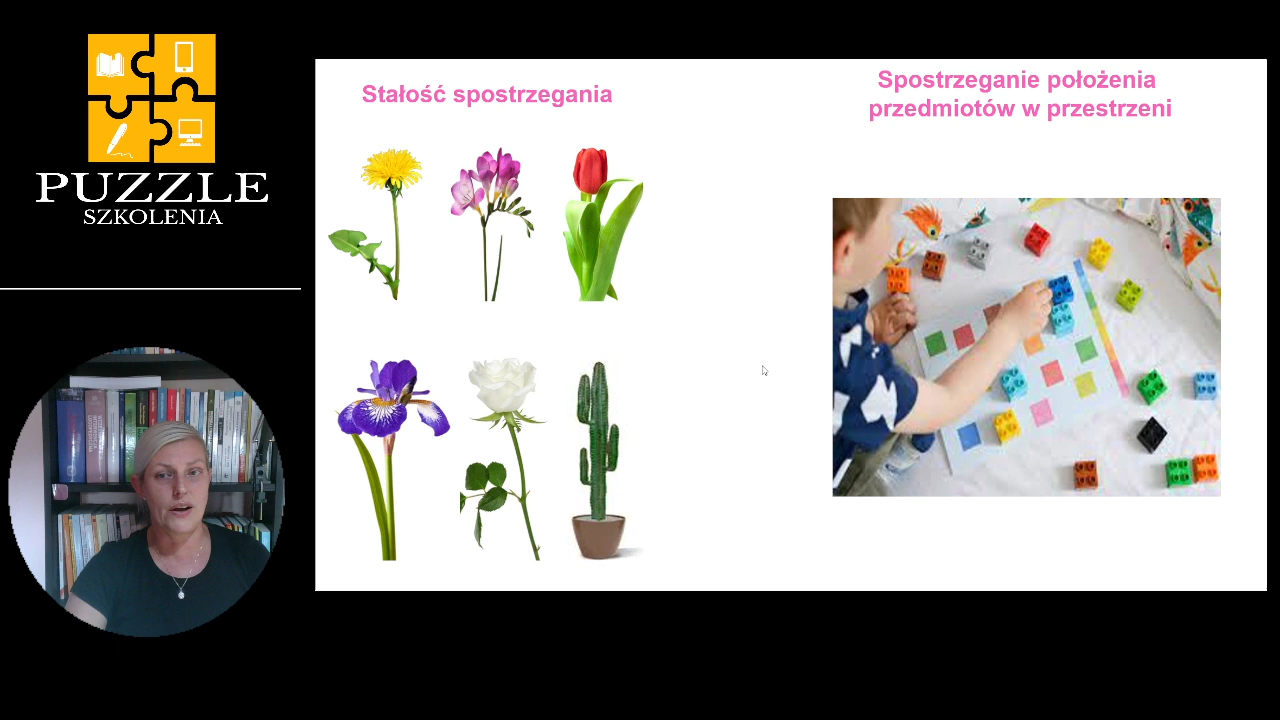 PUZZLE
SZKOLENIA
Stałość spostrzegania
Spostrzeganie położenia
przedmiotów w przestrzeni